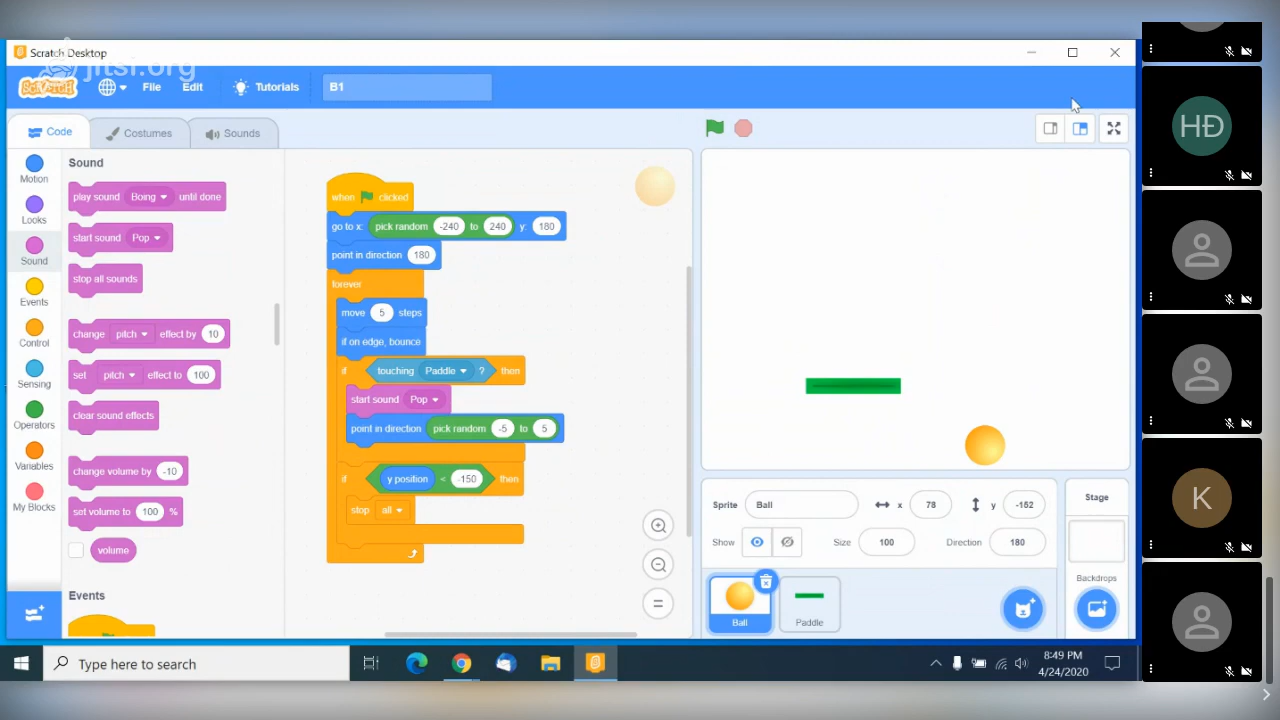 Scratch Desktop
jitsi.org
SCRATCH
File
Edit
Tutorials
B1
Code
Costumes
Sounds
Motion
Looks
Sound
Events
Control
Sensing
Operators
Variables
My Blocks
Sound
play sound Boing until done
start sound Pop
stop all sounds
change pitch effect by 10
set pitch effect to 100
clear sound effects
change volume by -10
set volume to 100 %
volume
Events
when clicked
go to x: pick random -240 to 240 y: 180
point in direction 180
forever
move 5 steps
if on edge, bounce
if touching Paddle ? then
start sound Pop
point in direction pick random -5 to 5
if y position < -150 then
stop all
Sprite Ball x 78 y -152
Show Size 100 Direction 180
Ball
Paddle
Stage
Backdrops
HĐ
K
Type here to search
8:49 PM
4/24/2020